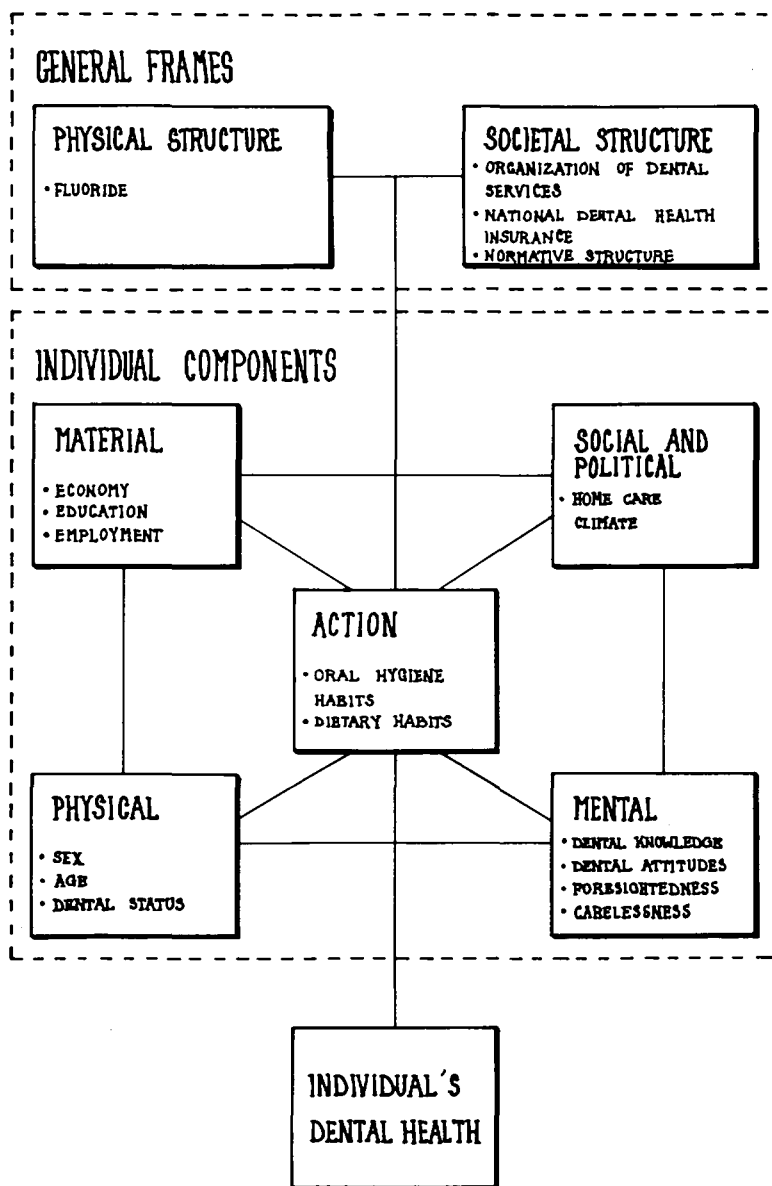 GENERAL FRAMES
PHYSICAL STRUCTURE
• FLUORIDE
SOCIETAL STRUCTURE
• ORGANIZATION OF DENTAL
SERVICES
• NATIONAL DENTAL HEALTH
INSURANCE
• NORMATIVE STRUCTURE
INDIVIDUAL COMPONENTS
MATERIAL
• ECONOMY
• EDUCATION
• EMPLOYMENT
SOCIAL AND
POLITICAL
• HOME CARE
CLIMATE
ACTION
• ORAL HYGIENE
HABITS
• DIETARY HABITS
PHYSICAL
• SEX
• AGE
• DENTAL STATUS
MENTAL
• DENTAL KNOWLEDGE
• DENTAL ATTITUDES
• FORESIGHTEDNESS
• CARELESSNESS
INDIVIDUAL´S
DENTAL HEALTH